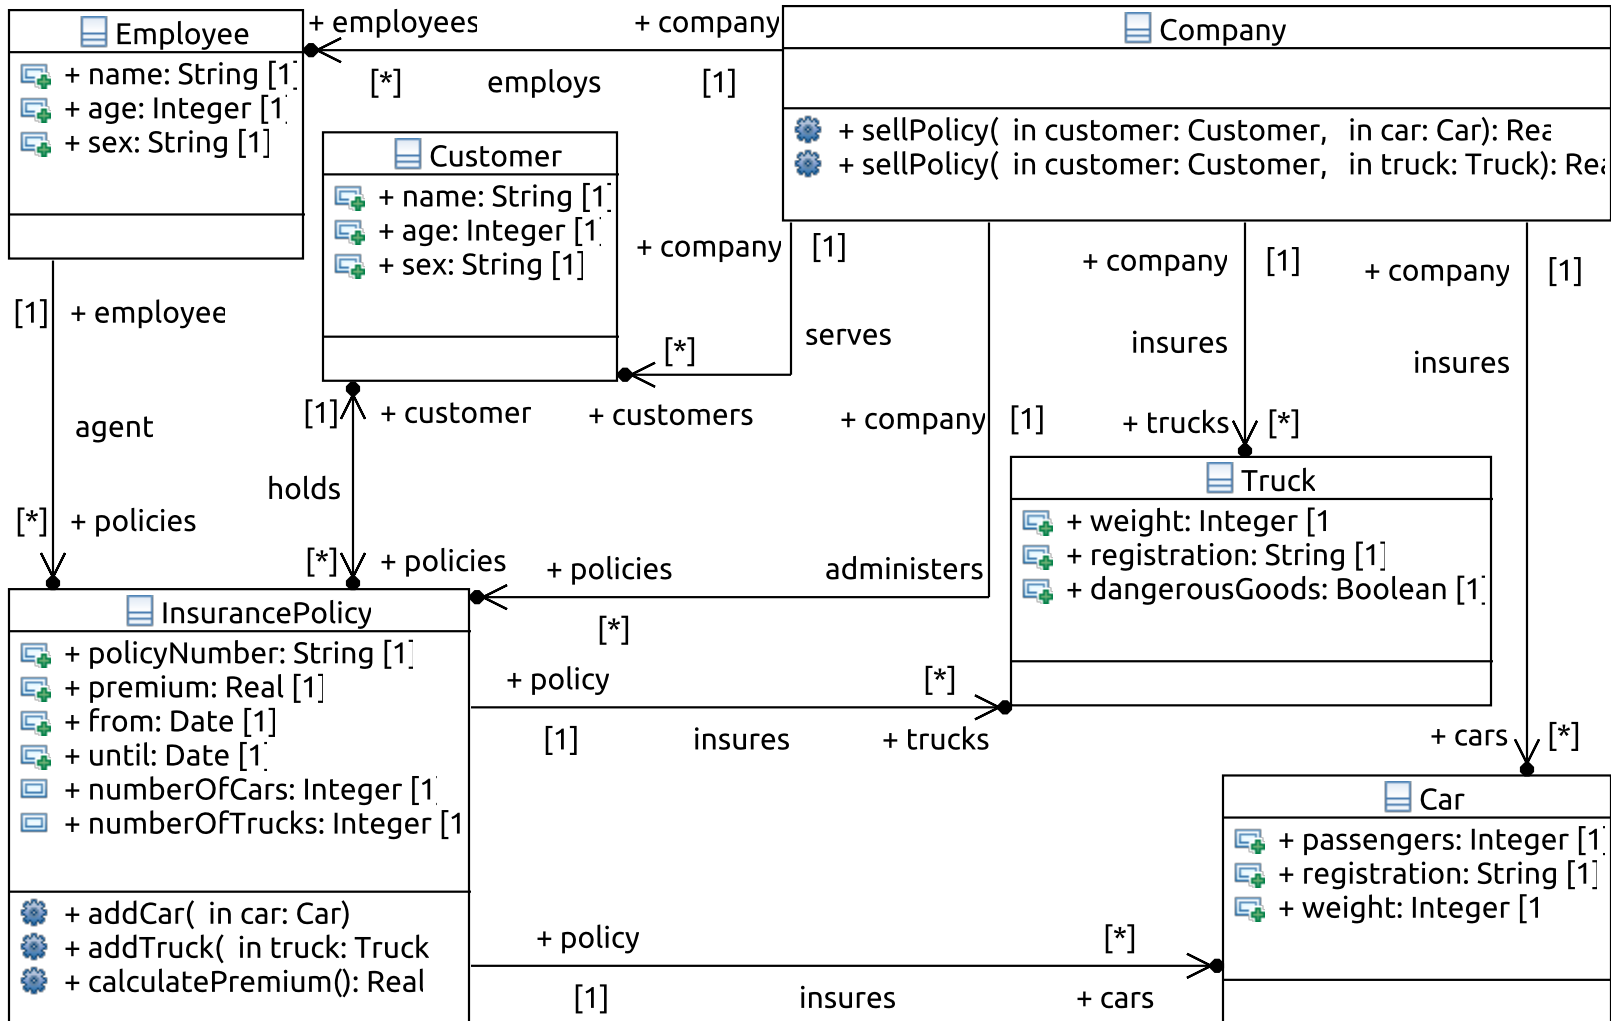 Employee
+ name: String [1]
+ age: Integer [1]
+ sex: String [1]
+ employees
+ company
[*]
employs
[1]
Company
+ sellPolicy( in customer: Customer, in car: Car): Rea
+ sellPolicy( in customer: Customer, in truck: Truck): Rea
Customer
+ name: String [1]
+ age: Integer [1]
+ sex: String [1]
+ company
[1]
serves
[*]
+ customers
+ company
[1]
insures
+ trucks
[*]
+ company
[1]
insures
+ cars
[*]
[1]
+ employee
agent
[*]
+ policies
[1]
+ customer
holds
[*]
+ policies
+ company
[1]
administers
+ policies
[*]
Truck
+ weight: Integer [1
+ registration: String [1]
+ dangerousGoods: Boolean [1]
InsurancePolicy
+ policyNumber: String [1]
+ premium: Real [1]
+ from: Date [1]
+ until: Date [1]
+ numberOfCars: Integer [1]
+ numberOfTrucks: Integer [1
+ addCar( in car: Car)
+ addTruck( in truck: Truck
+ calculatePremium(): Real
+ policy
[*]
[1]
insures
+ trucks
Car
+ passengers: Integer [1]
+ registration: String [1]
+ weight: Integer [1
+ policy
[*]
[1]
insures
+ cars